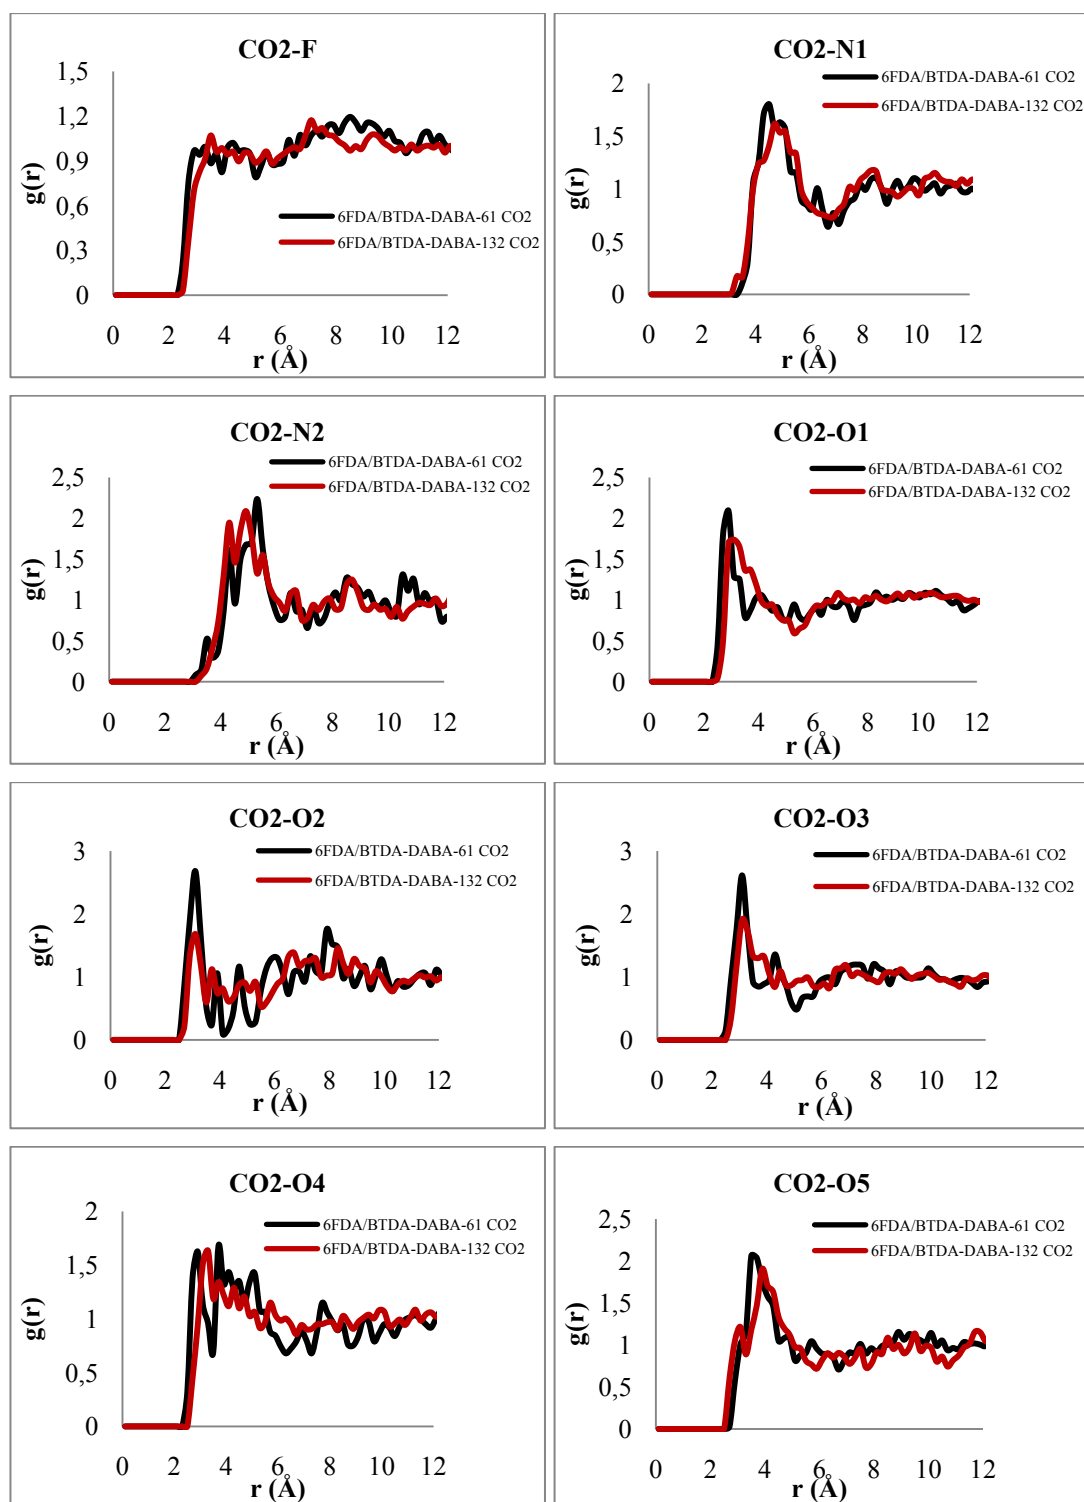 CO2-F
1,5
1,2
0,9
0,6
0,3
0
g(r)
6FDA/BTDA-DABA-61 CO2
6FDA/BTDA-DABA-132 CO2
0 2 4 6 8 10 12
r (Å)
CO2-N1
2
1,5
1
0,5
0
g(r)
6FDA/BTDA-DABA-61 CO2
6FDA/BTDA-DABA-132 CO2
0 2 4 6 8 10 12
r (Å)
CO2-N2
2,5
2
1,5
1
0,5
0
g(r)
6FDA/BTDA-DABA-61 CO2
6FDA/BTDA-DABA-132 CO2
0 2 4 6 8 10 12
r (Å)
CO2-O1
2,5
2
1,5
1
0,5
0
g(r)
6FDA/BTDA-DABA-61 CO2
6FDA/BTDA-DABA-132 CO2
0 2 4 6 8 10 12
r (Å)
CO2-O2
3
2
1
0
g(r)
6FDA/BTDA-DABA-61 CO2
6FDA/BTDA-DABA-132 CO2
0 2 4 6 8 10 12
r (Å)
CO2-O3
3
2
1
0
g(r)
6FDA/BTDA-DABA-61 CO2
6FDA/BTDA-DABA-132 CO2
0 2 4 6 8 10 12
r (Å)
CO2-O4
2
1,5
1
0,5
0
g(r)
6FDA/BTDA-DABA-61 CO2
6FDA/BTDA-DABA-132 CO2
0 2 4 6 8 10 12
r (Å)
CO2-O5
2,5
2
1,5
1
0,5
0
g(r)
6FDA/BTDA-DABA-61 CO2
6FDA/BTDA-DABA-132 CO2
0 2 4 6 8 10 12
r (Å)